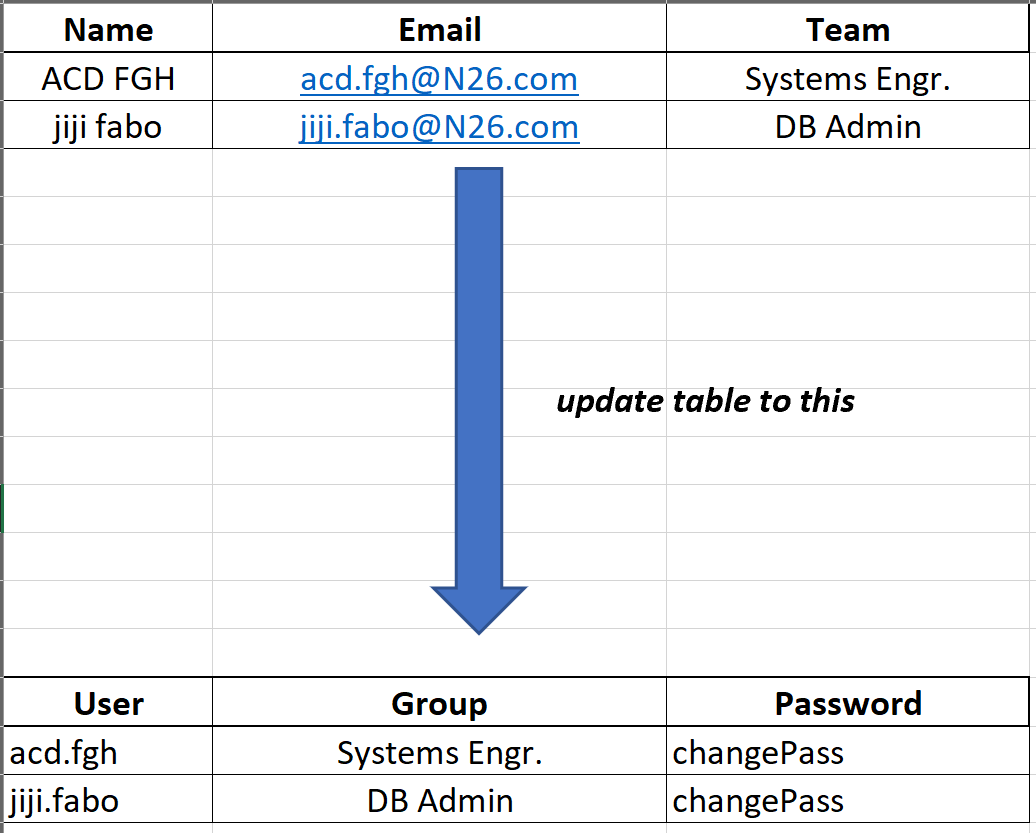 Name Email Team
ACD FGH acd.fgh@N26.com Systems Engr.
jiji fabo jiji.fabo@N26.com DB Admin
update table to this
User Group Password
acd.fgh Systems Engr. changePass
jiji.fabo DB Admin changePass